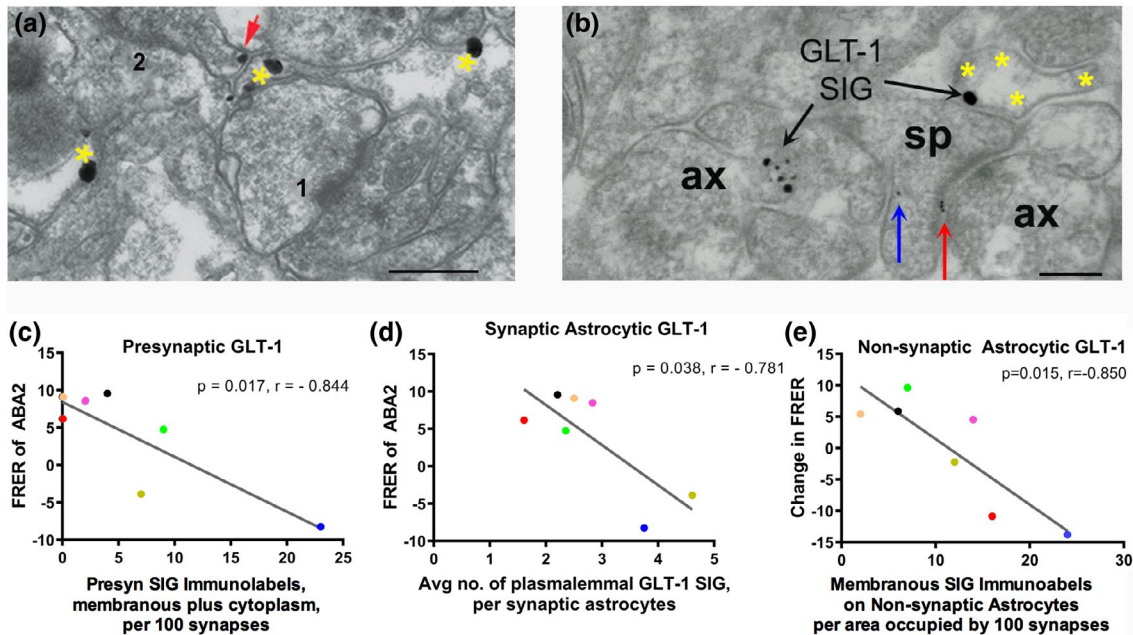 (a)
2
1
(b)
GLT-1
SIG
sp
ax
ax
(c)
Presynaptic GLT-1
p = 0.017, r = - 0.844
FRER of ABA2
15
10
5
0
-5
-10
0 5 10 15 20 25
Presyn SIG Immunolabels,
membranous plus cytoplasm,
per 100 synapses
(d)
Synaptic Astrocytic GLT-1
p = 0.038, r = - 0.781
FRER of ABA2
15
10
5
0
-5
-10
0 1 2 3 4 5
Avg no. of plasmalemmal GLT-1 SIG,
per synaptic astrocytes
(e)
Non-synaptic Astrocytic GLT-1
p=0.015, r=-0.850
Change in FRER
15
10
5
0
-5
-10
-15
0 10 20 30
Membranous SIG Immunoabels
on Non-synaptic Astrocytes
per area occupied by 100 synapses